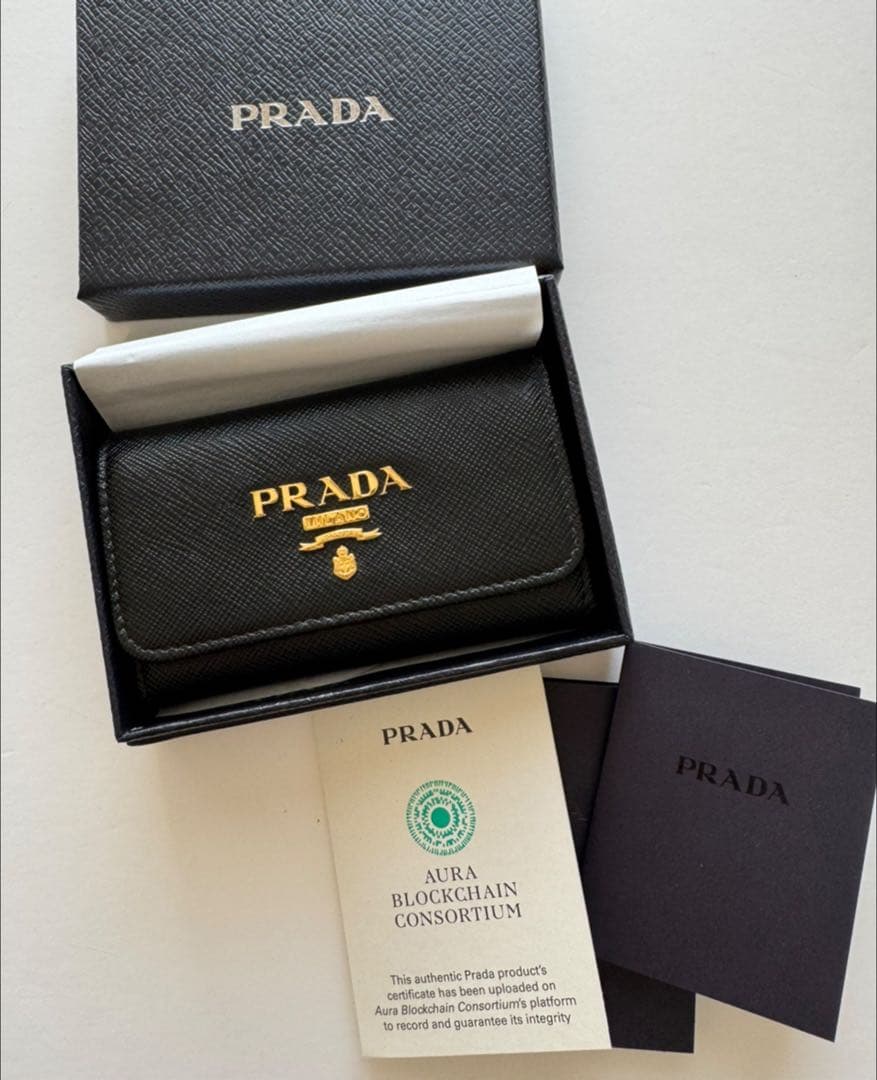 PRADA
PRADA
MILANO
PRADA
AURA
BLOCKCHAIN
CONSORTIUM
This authentic Prada product's
certificate has been uploaded on
Aura Blockchain Consortium's platform
to record and guarantee its integrity
PRADA